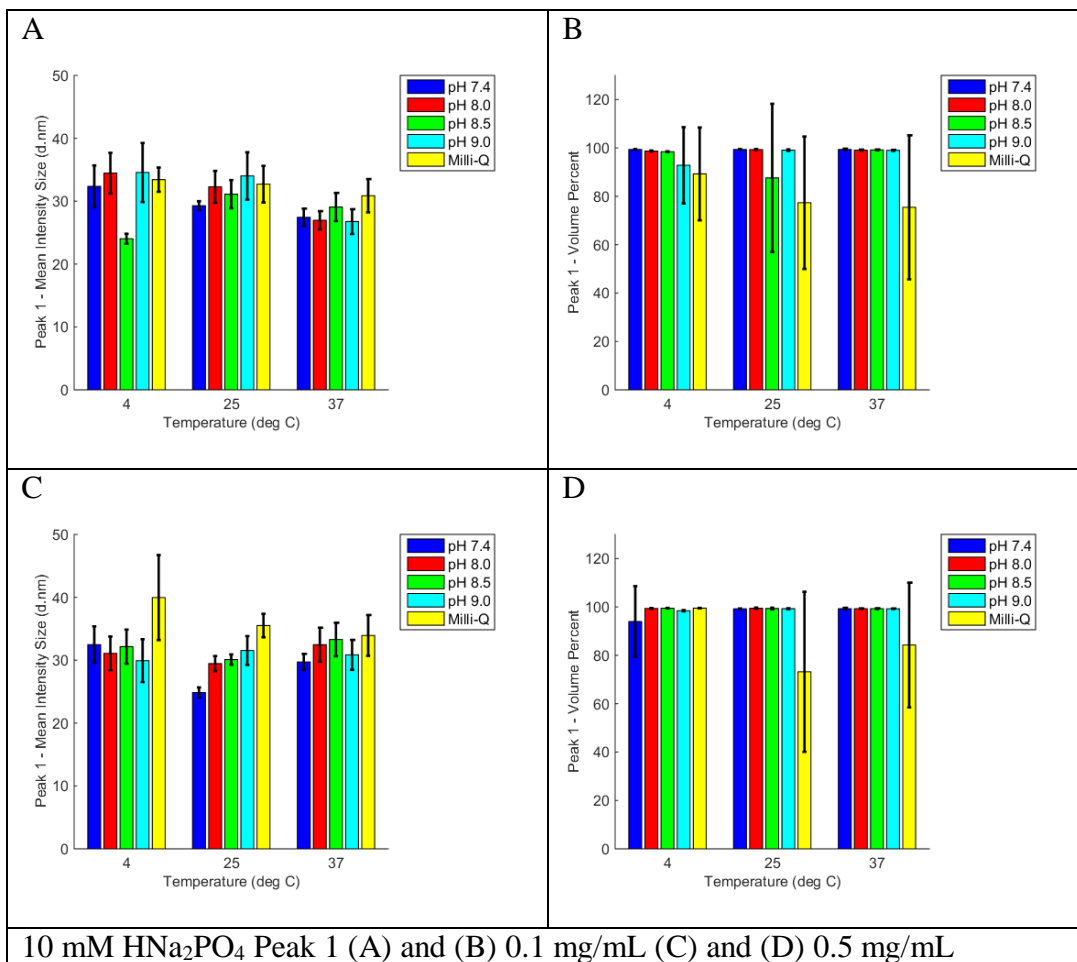 A
50
40
30
20
10
0
Peak 1 - Mean Intensity Size (d.nm)
4 25 37
Temperature (deg C)
pH 7.4
pH 8.0
pH 8.5
pH 9.0
Milli-Q
B
120
100
80
60
40
20
0
Peak 1 - Volume Percent
4 25 37
Temperature (deg C)
pH 7.4
pH 8.0
pH 8.5
pH 9.0
Milli-Q
C
50
40
30
20
10
0
Peak 1 - Mean Intensity Size (d.nm)
4 25 37
Temperature (deg C)
pH 7.4
pH 8.0
pH 8.5
pH 9.0
Milli-Q
D
120
100
80
60
40
20
0
Peak 1 - Volume Percent
4 25 37
Temperature (deg C)
pH 7.4
pH 8.0
pH 8.5
pH 9.0
Milli-Q
10 mM HNa₂PO₄ Peak 1 (A) and (B) 0.1 mg/mL (C) and (D) 0.5 mg/mL